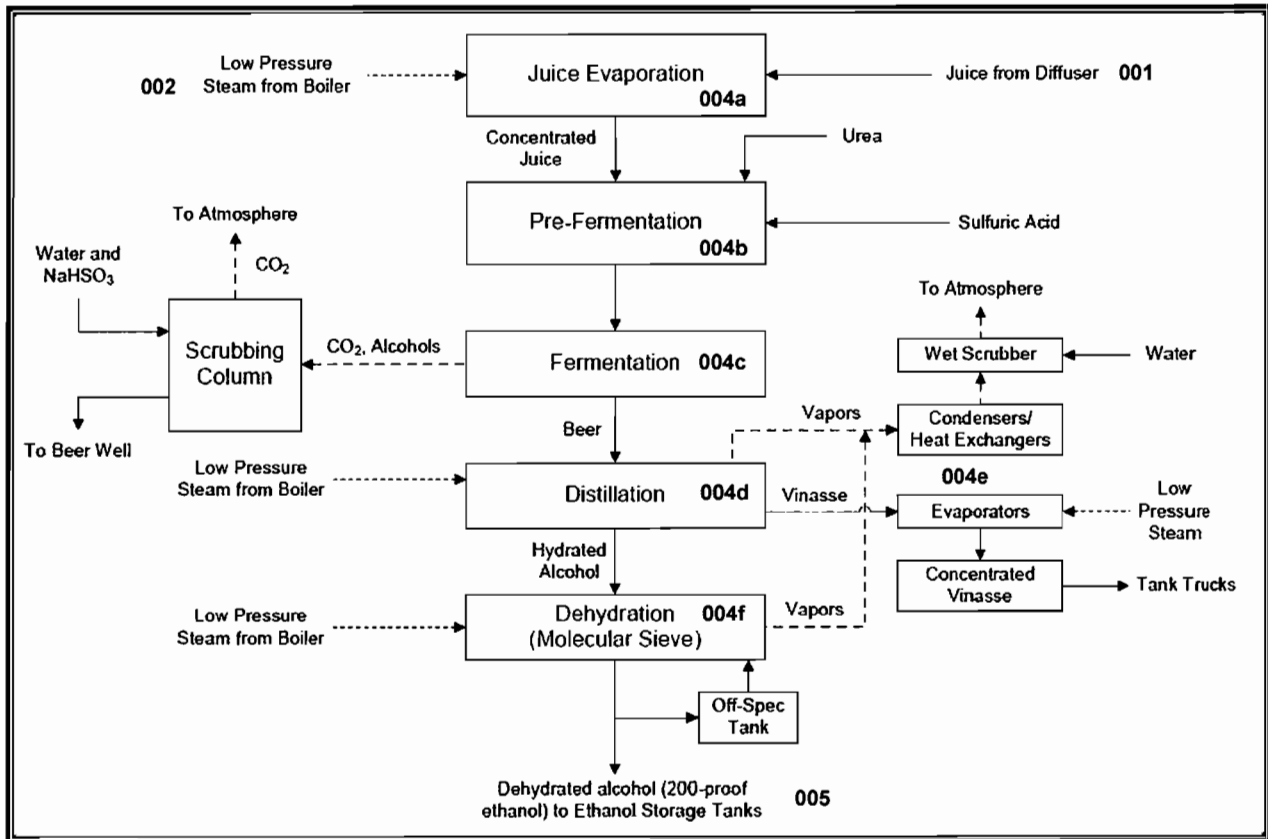 Low Pressure
Steam from Boiler
002
Juice Evaporation
004a
Juice from Diffuser
001
Concentrated
Juice
Urea
Pre-Fermentation
004b
Sulfuric Acid
To Atmosphere
CO₂
Water and
NaHSO₃
Scrubbing
Column
To Beer Well
CO₂, Alcohols
Fermentation
004c
To Atmosphere
Wet Scrubber
Water
Beer
Vapors
Condensers/
Heat Exchangers
Low Pressure
Steam from Boiler
Distillation
004d
Vinasse
004e
Evaporators
Low
Pressure
Steam
Hydrated
Alcohol
Concentrated
Vinasse
Tank Trucks
Low Pressure
Steam from Boiler
Dehydration
(Molecular Sieve)
004f
Vapors
Off-Spec
Tank
Dehydrated alcohol (200-proof
ethanol) to Ethanol Storage Tanks
005